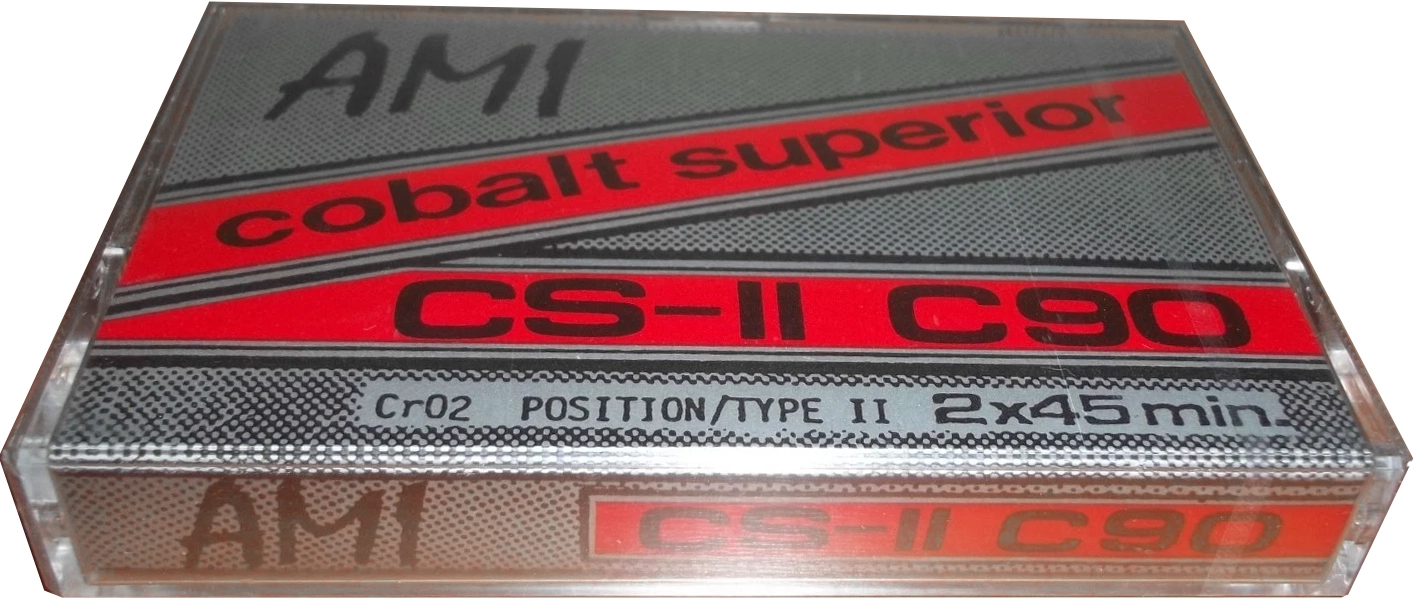 AMI
cobalt superior
CS-II C90
CrO2 POSITION/TYPE II 2x45 min.
AMI CS-II C90